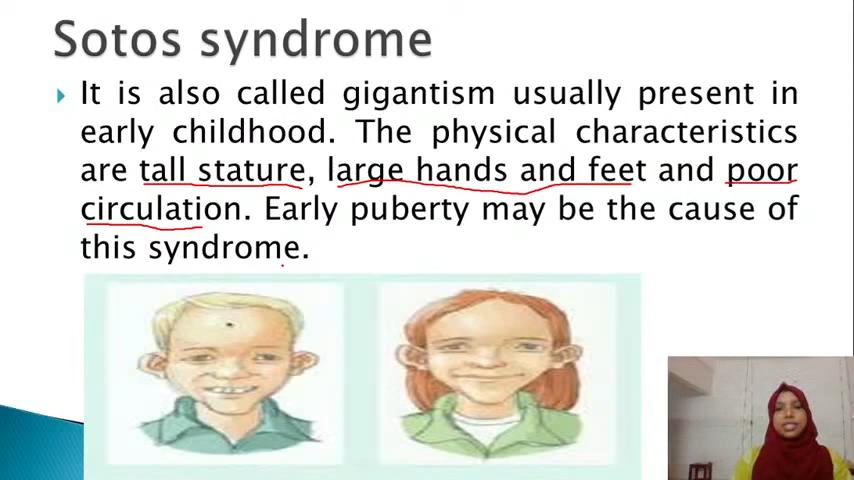 Sotos syndrome
It is also called gigantism usually present in
early childhood. The physical characteristics
are tall stature, large hands and feet and poor
circulation. Early puberty may be the cause of
this syndrome.